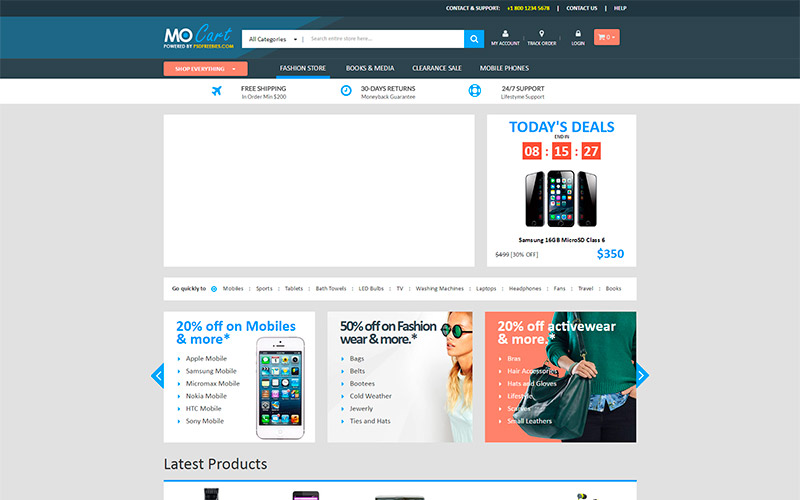 CONTACT & SUPPORT: +1 800 1234 5678 | CONTACT US | HELP
MO Cart
POWERED BY PSDFREEBIES.COM
All Categories Search entire store here...
MY ACCOUNT TRACK ORDER LOGIN 0
SHOP EVERYTHING FASHION STORE BOOKS & MEDIA CLEARANCE SALE MOBILE PHONES
FREE SHIPPING 30-DAYS RETURNS 24/7 SUPPORT
In Order Min $200 Moneyback Guarantee Lifestyme Support
TODAY'S DEALS
END IN
08 : 15 : 27
Samsung 16GB MicroSD Class 6
$499 [30% OFF] $350
Go quickly to Mobiles : Sports : Tablets : Bath Towels : LED Bulbs : TV : Washing Machines : Laptops : Headphones : Fans : Travel : Books
20% off on Mobiles
& more*
Apple Mobile
Samsung Mobile
Micromax Mobile
Nokia Mobile
HTC Mobile
Sony Mobile
50% off on Fashion
wear & more.*
Bags
Belts
Bootees
Cold Weather
Jewerly
Ties and Hats
20% off activewear
& more.*
Bras
Hair Accessories
Hats and Gloves
Lifestyle
Scarves
Small Leathers
Latest Products